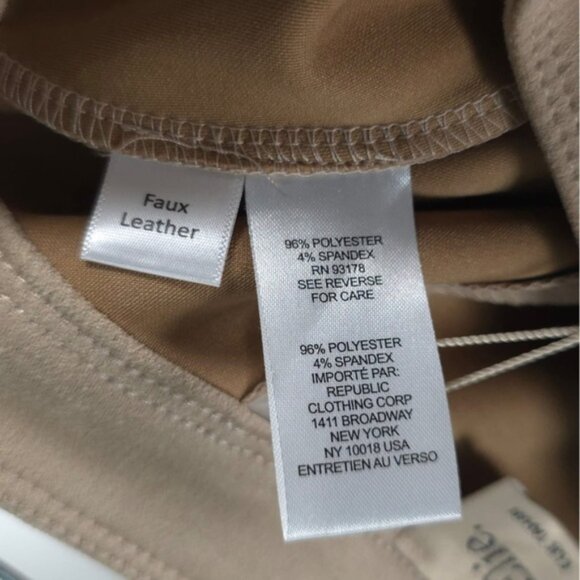 Faux
Leather
96% POLYESTER
4% SPANDEX
RN 93178
SEE REVERSE
FOR CARE
96% POLYESTER
4% SPANDEX
IMPORTÉ PAR:
REPUBLIC
CLOTHING CORP
1411 BROADWAY
NEW YORK
NY 10018 USA
ENTRETIEN AU VERSO